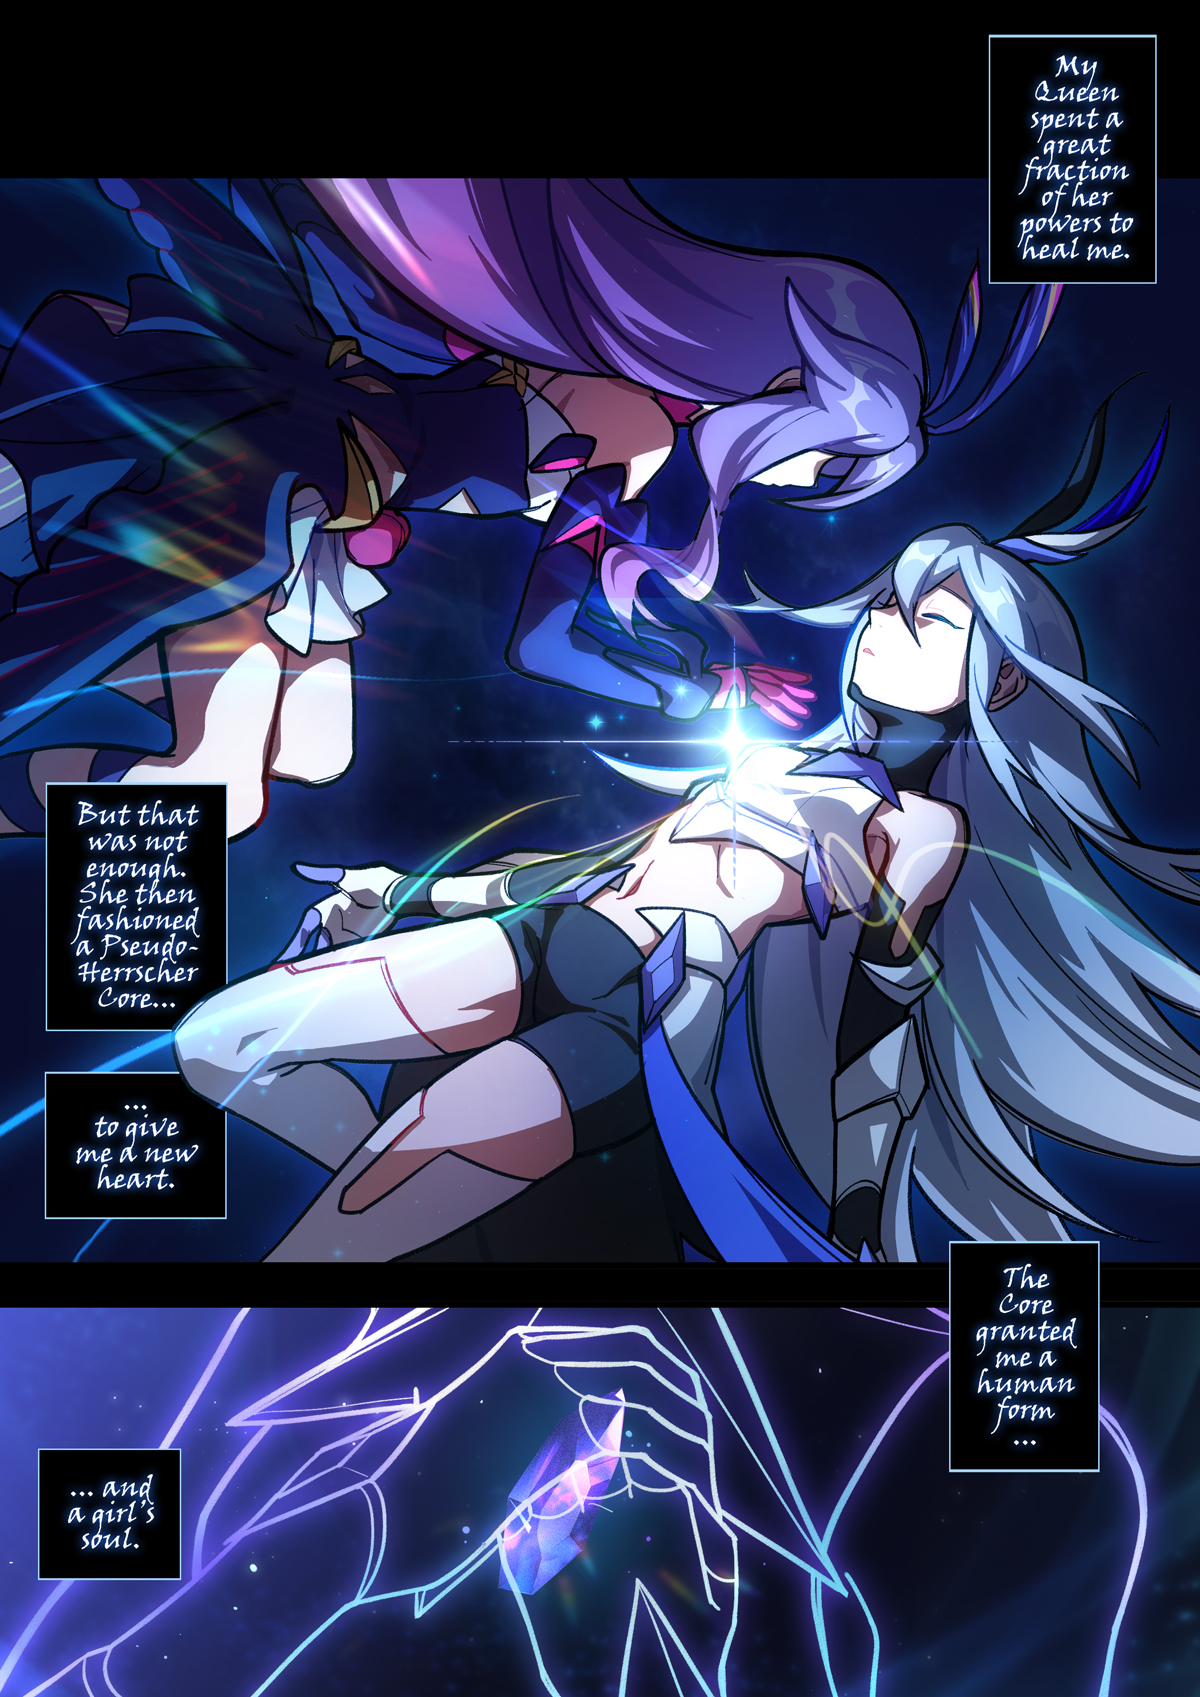 My
Queen
spent a
great
fraction
of her
powers to
heal me.
But that
was not
enough.
She then
fashioned
a Pseudo-
Herrscher
Core...
...
to give
me a new
heart.
The
Core
granted
me a
human
form
...
... and
a girl's
soul.